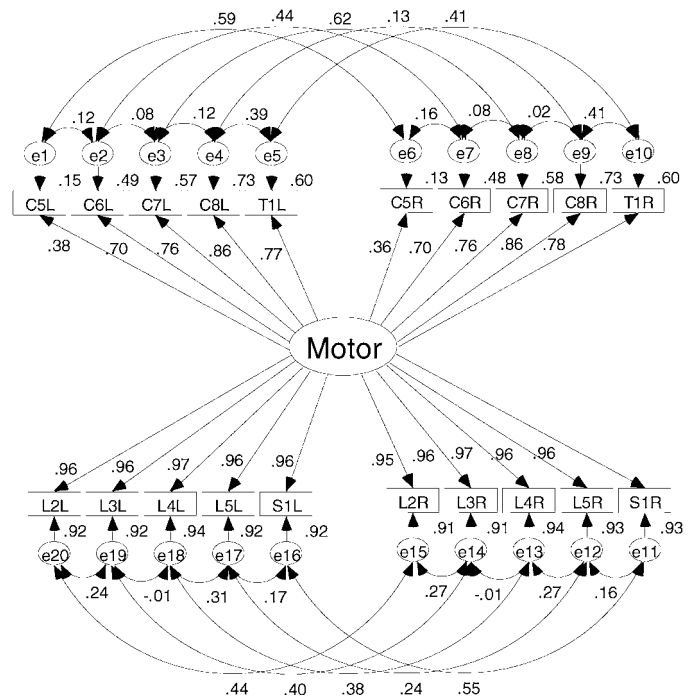 .59 .44 .62 .13 .41
.12 .08 .12 .39 .16 .08 .02 .41
e1 e2 e3 e4 e5 e6 e7 e8 e9 e10
.15 .49 .57 .73 .60 .13 .48 .58 .73 .60
C5L C6L C7L C8L T1L C5R C6R C7R C8R T1R
.38 .70 .76 .86 .77 .36 .70 .76 .86 .78
Motor
.96 .96 .97 .96 .96 .95 .96 .97 .96 .96
L2L L3L L4L L5L S1L L2R L3R L4R L5R S1R
.92 .92 .94 .92 .92 .91 .91 .94 .93 .93
e20 e19 e18 e17 e16 e15 e14 e13 e12 e11
.24 -.01 .31 .17 .27 -.01 .27 .16
.44 .40 .38 .24 .55